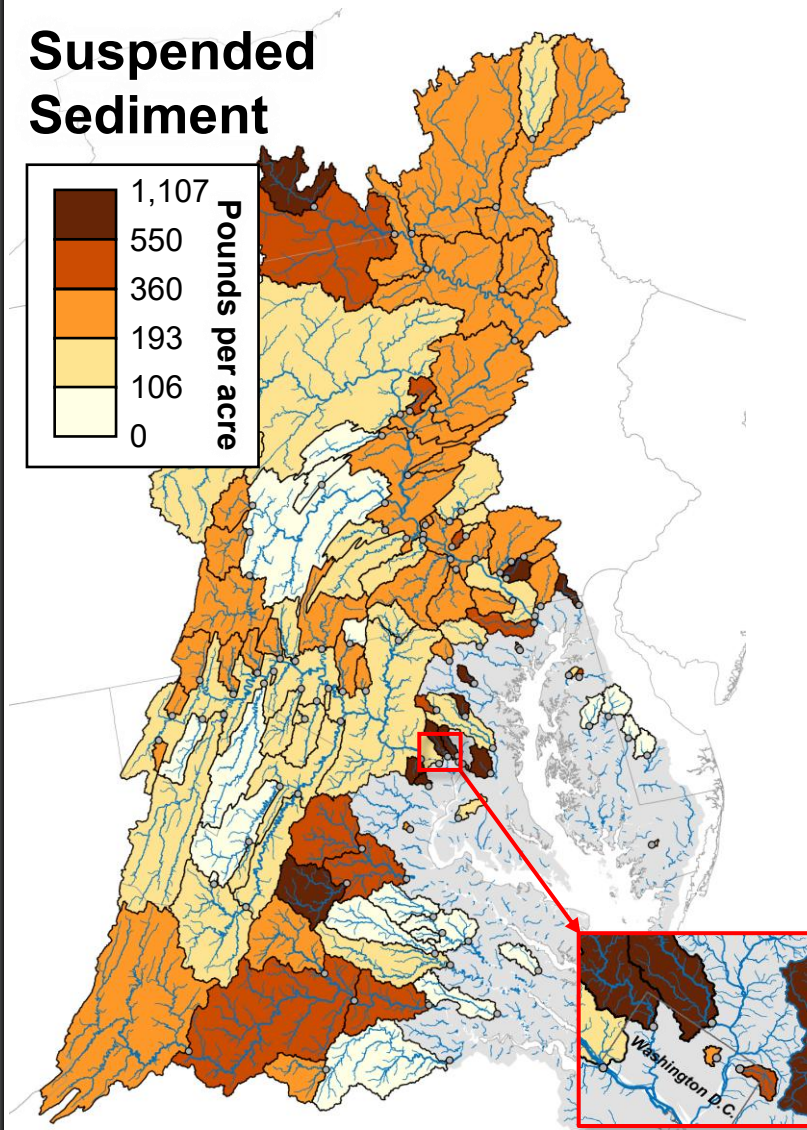 Suspended
Sediment
1,107
550
360
193
106
0
Pounds per acre
Washington D.C.